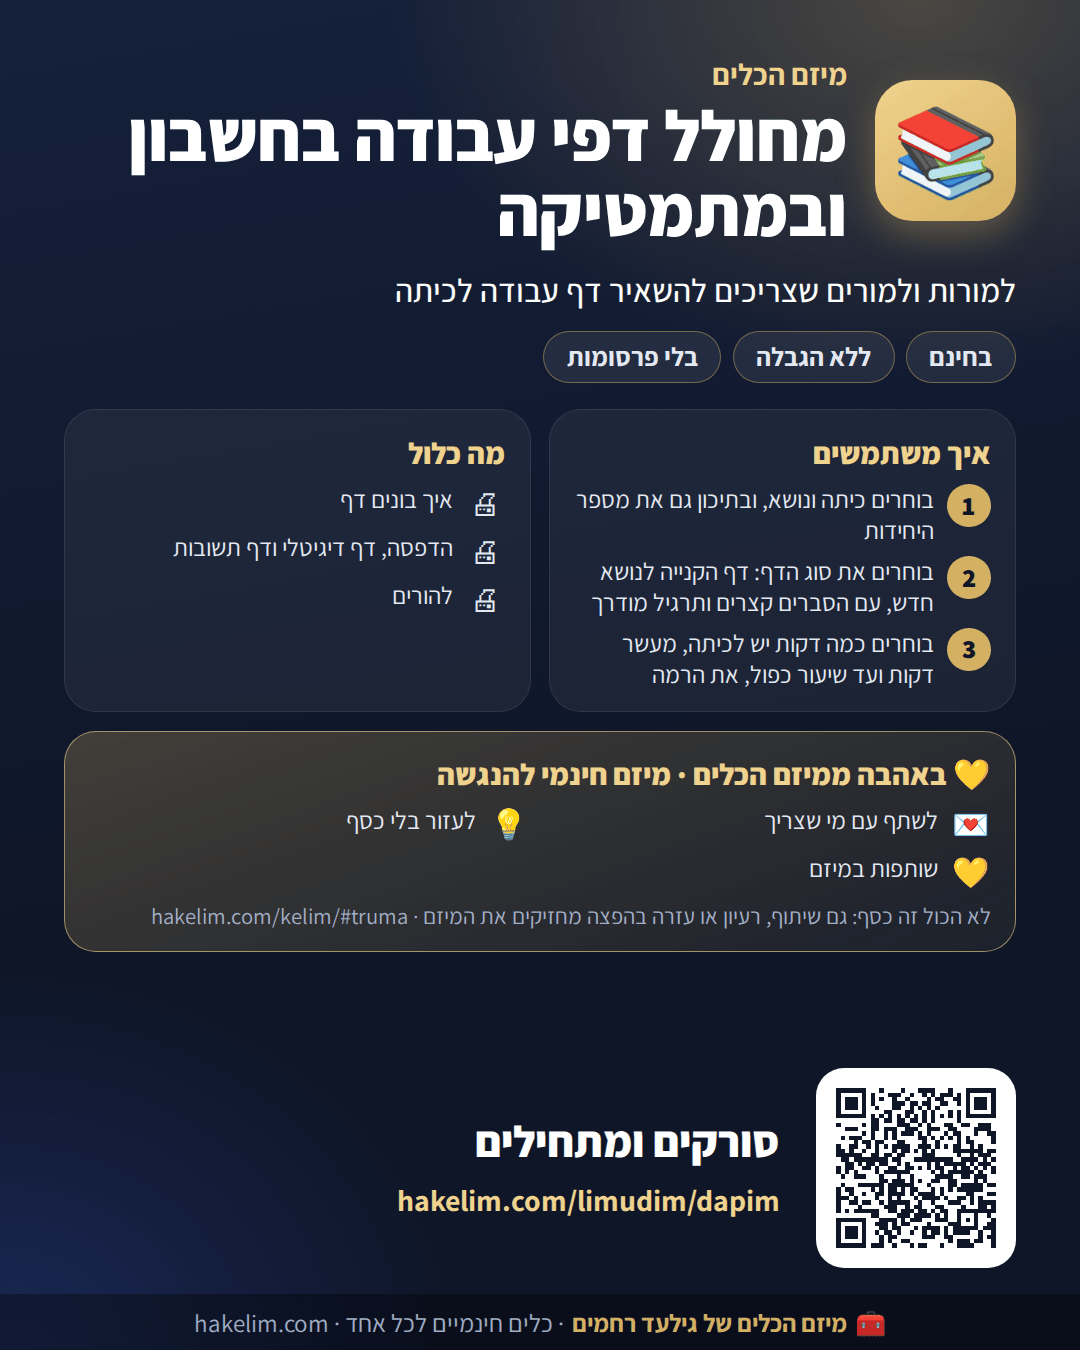 מיזם הכלים
מחולל דפי עבודה בחשבון
ובמתמטיקה
למורות ולמורים שצריכים להשאיר דף עבודה לכיתה
בחינם
ללא הגבלה
בלי פרסומות
איך משתמשים
1 בוחרים כיתה ונושא, ובתיכון גם את מספר
היחידות
2 בוחרים את סוג הדף: דף הקנייה לנושא
חדש, עם הסברים קצרים ותרגיל מודרך
3 בוחרים כמה דקות יש לכיתה, מעשר
דקות ועד שיעור כפול, את הרמה
מה כלול
איך בונים דף
הדפסה, דף דיגיטלי ודף תשובות
להורים
באהבה ממיזם הכלים · מיזם חינמי להנגשה
לשתף עם מי שצריך
לעזור בלי כסף
שותפות במיזם
לא הכול זה כסף: גם שיתוף, רעיון או עזרה בהפצה מחזיקים את המיזם · hakelim.com/kelim/#truma
סורקים ומתחילים
hakelim.com/limudim/dapim
מיזם הכלים של גילעד רחמים · כלים חינמיים לכל אחד · hakelim.com